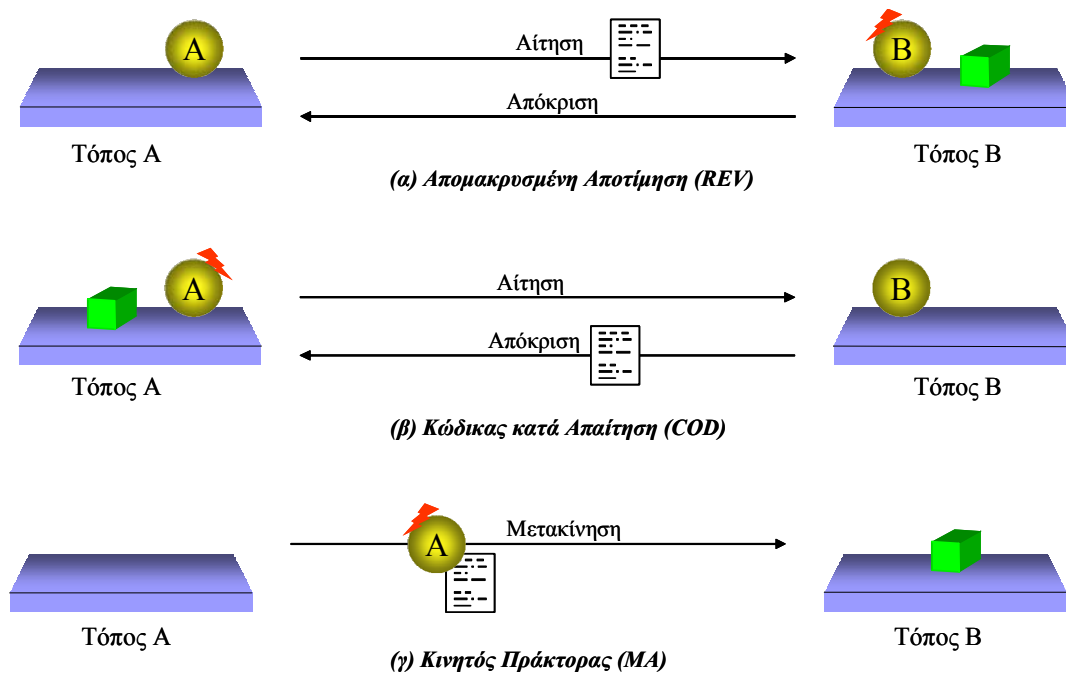 A
Αίτηση
B
Απόκριση
Τόπος Α
Τόπος Β
(α) Απομακρυσμένη Αποτίμηση (REV)
A
Αίτηση
B
Απόκριση
Τόπος Α
Τόπος Β
(β) Κώδικας κατά Απαίτηση (COD)
A
Μετακίνηση
Τόπος Α
Τόπος Β
(γ) Κινητός Πράκτορας (MA)